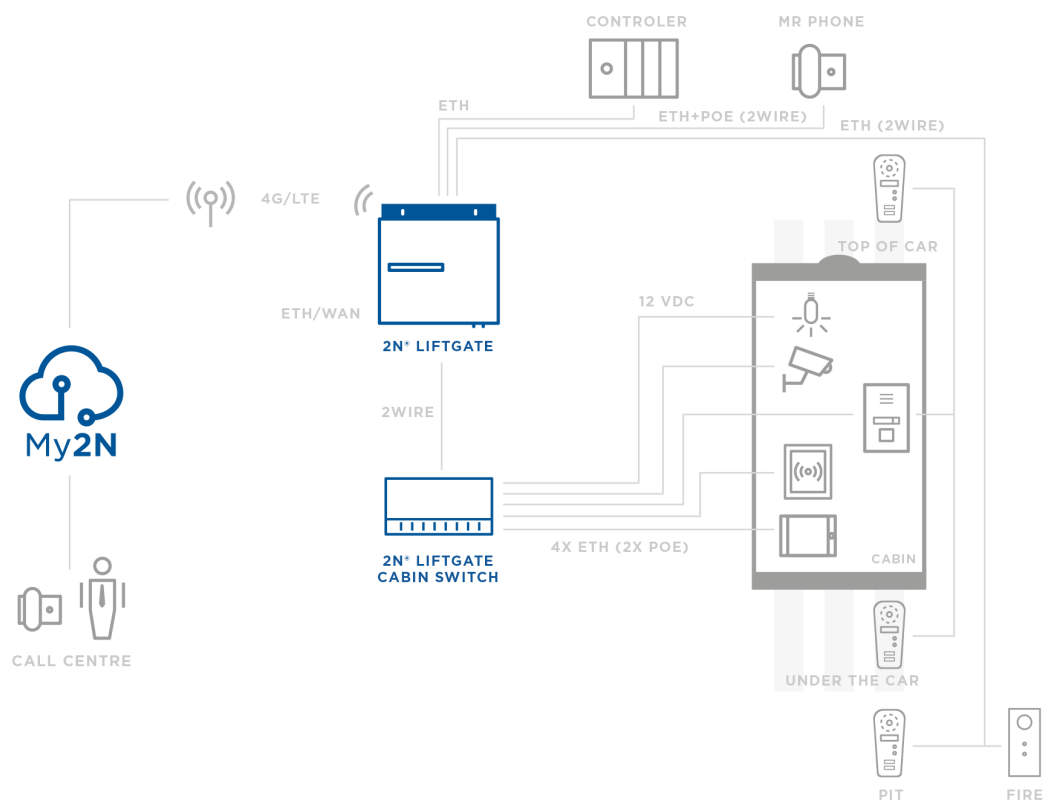 CONTROLER
MR PHONE
ETH
ETH+POE (2WIRE)
ETH (2WIRE)
4G/LTE
TOP OF CAR
12 VDC
ETH/WAN
2N® LIFTGATE
2WIRE
My2N
4X ETH (2X POE)
CABIN
2N® LIFTGATE
CABIN SWITCH
CALL CENTRE
UNDER THE CAR
PIT
FIRE